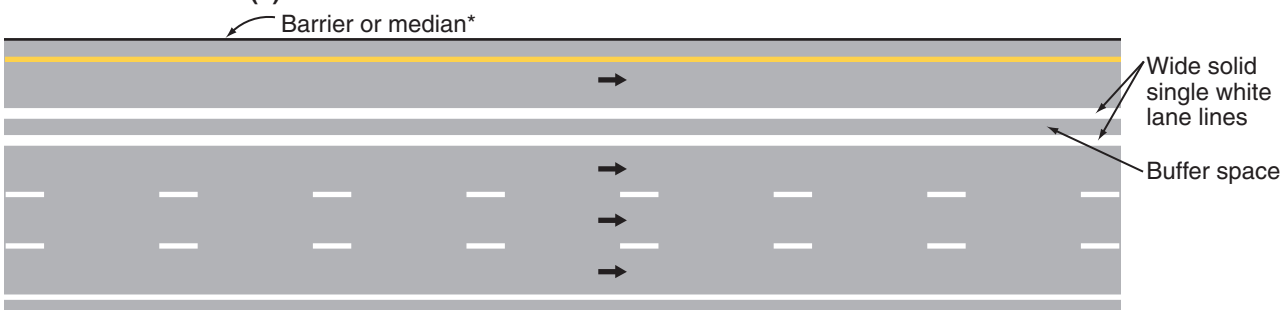 Barrier or median*
Wide solid
single white
lane lines
Buffer space